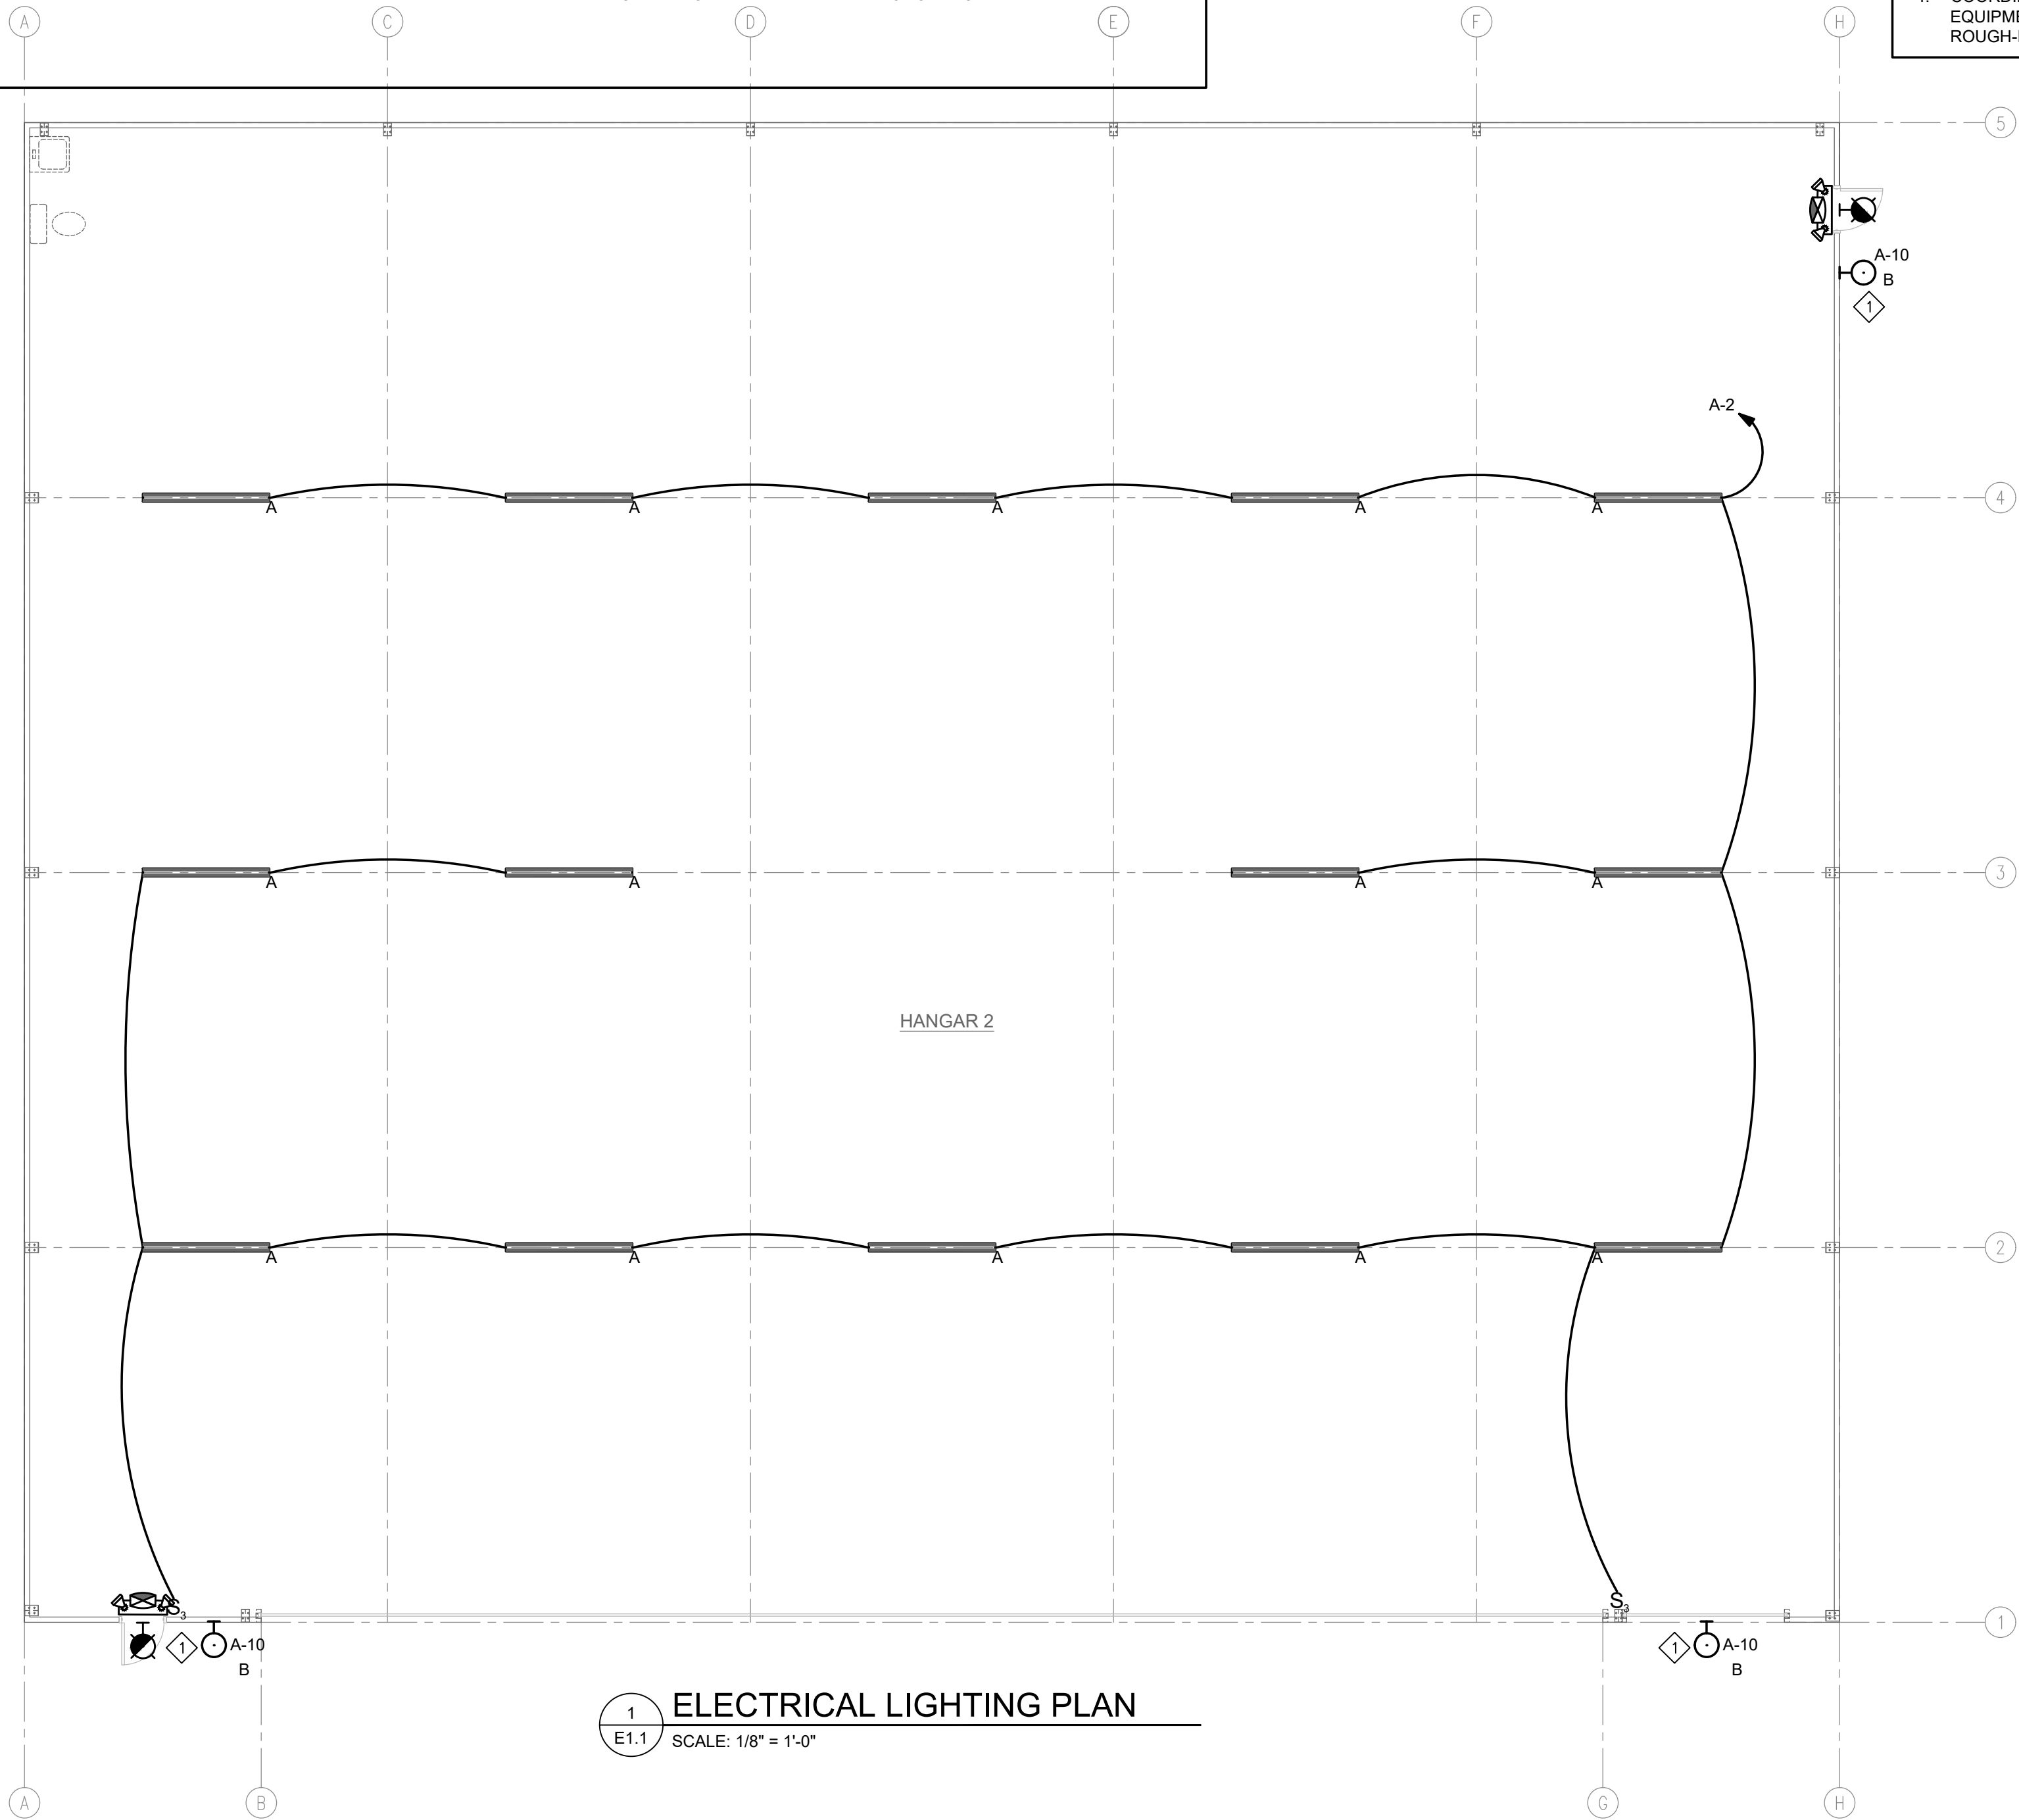 A C D E F H
EQUIPME
ROUGH-
5
A-10
B
1
A-2
A A A A A
4
A A A A
3
HANGAR 2
A A A A A
2
S3 S3
1
1 A-10
B
1 A-10
B
1 ELECTRICAL LIGHTING PLAN
E1.1 SCALE: 1/8" = 1'-0"
A B G H